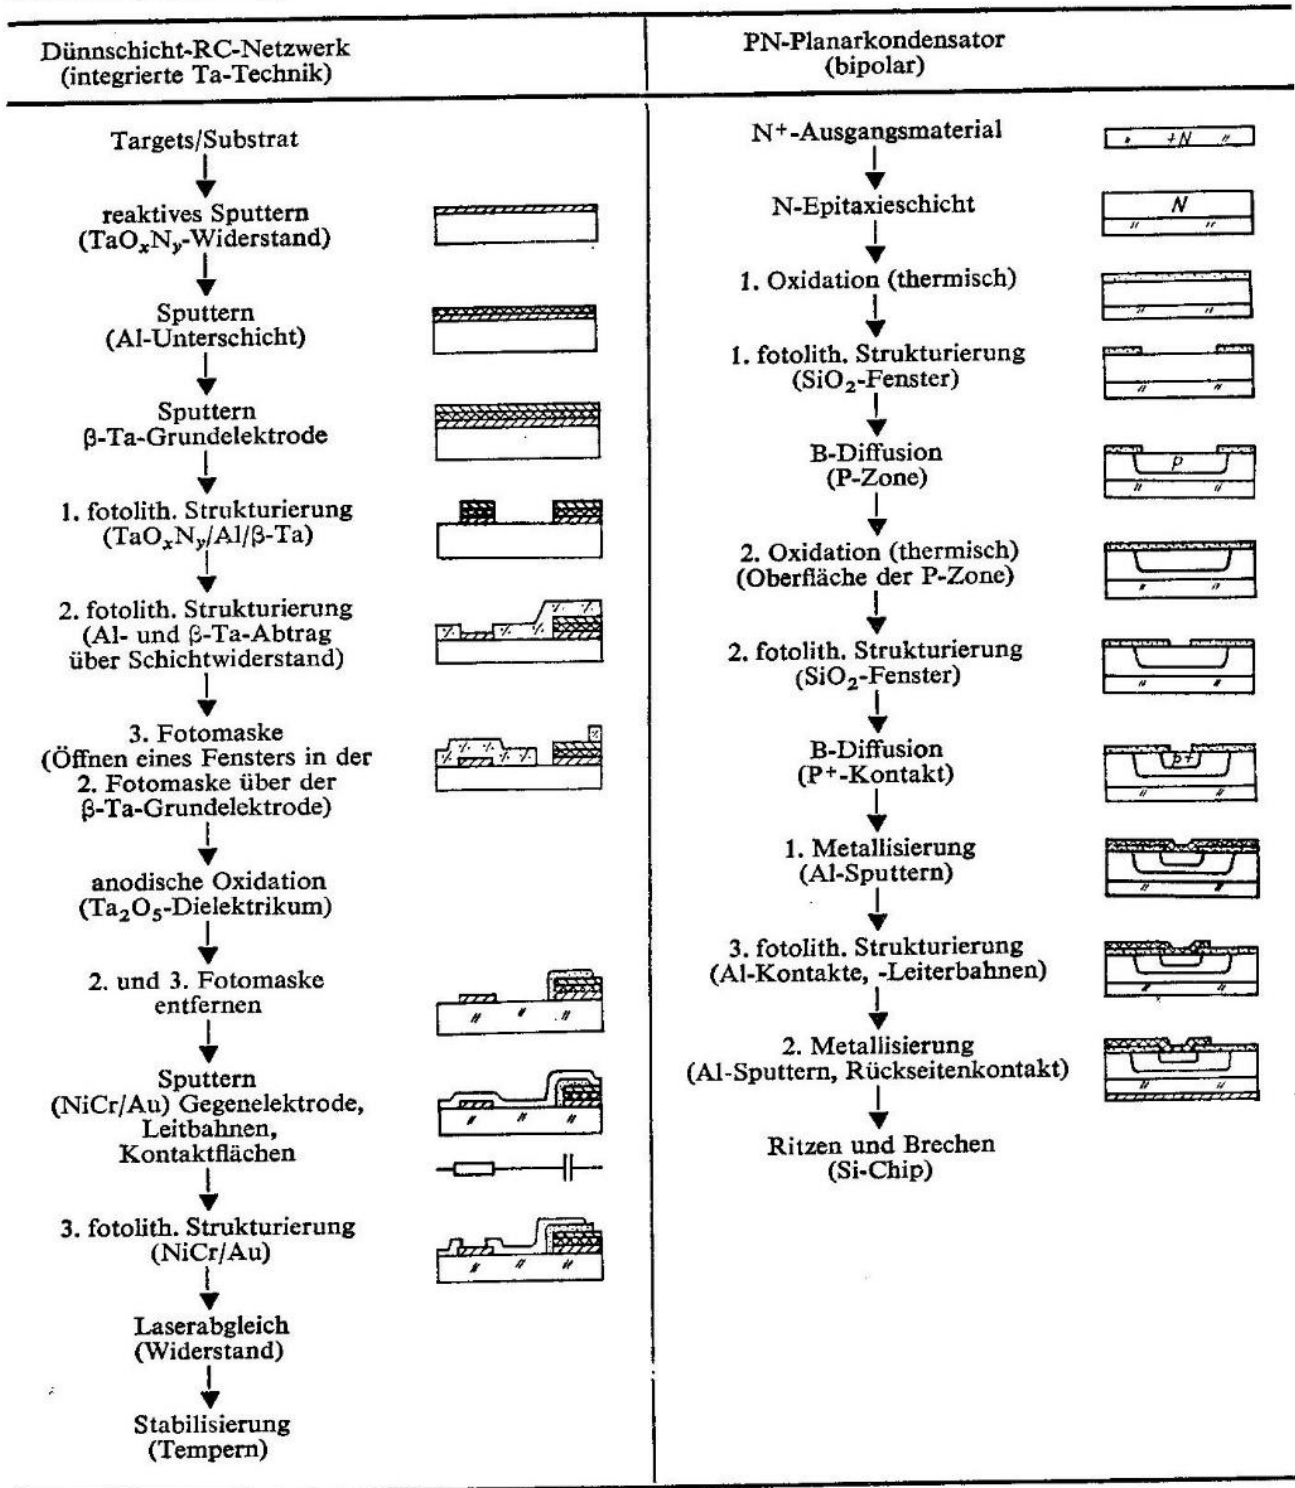 Dünnschicht-RC-Netzwerk
(integrierte Ta-Technik)
Targets/Substrat
reaktives Sputtern
(TaOₓNᵧ-Widerstand)
Sputtern
(Al-Unterschicht)
Sputtern
β-Ta-Grundelektrode
1. fotolith. Strukturierung
(TaOₓNᵧ/Al/β-Ta)
2. fotolith. Strukturierung
(Al- und β-Ta-Abtrag
über Schichtwiderstand)
3. Fotomaske
(Öffnen eines Fensters in der
2. Fotomaske über der
β-Ta-Grundelektrode)
anodische Oxidation
(Ta₂O₅-Dielektrikum)
2. und 3. Fotomaske
entfernen
Sputtern
(NiCr/Au) Gegenelektrode,
Leitbahnen,
Kontaktflächen
3. fotolith. Strukturierung
(NiCr/Au)
Laserabgleich
(Widerstand)
Stabilisierung
(Tempern)
PN-Planarkondensator
(bipolar)
N⁺-Ausgangsmaterial
+N
N-Epitaxieschicht
N
1. Oxidation (thermisch)
1. fotolith. Strukturierung
(SiO₂-Fenster)
B-Diffusion
(P-Zone)
P
2. Oxidation (thermisch)
(Oberfläche der P-Zone)
2. fotolith. Strukturierung
(SiO₂-Fenster)
B-Diffusion
(P⁺-Kontakt)
p+
1. Metallisierung
(Al-Sputtern)
3. fotolith. Strukturierung
(Al-Kontakte, -Leiterbahnen)
2. Metallisierung
(Al-Sputtern, Rückseitenkontakt)
Ritzen und Brechen
(Si-Chip)